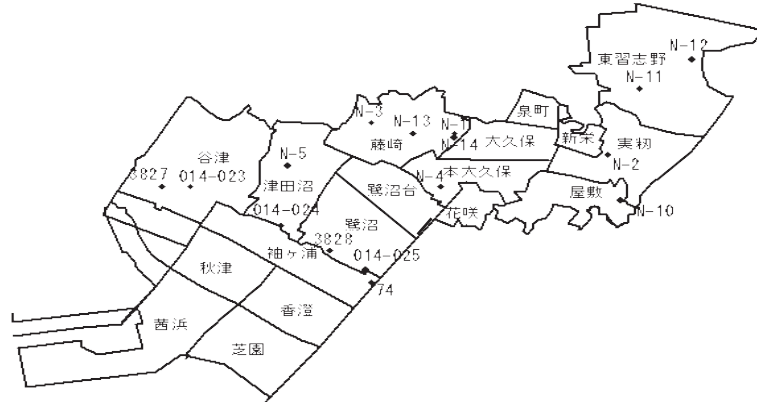 N-12
東習志野
N-11
N-3
N-13
N-1
泉町
藤崎
N-14
大久保
新栄
実籾
谷津
N-5
N-2
3827
014-023
津田沼
鷺沼台
N-4
本大久保
屋敷
014-024
鷺沼
花咲
N-10
3828
袖ヶ浦
014-025
秋津
74
香澄
茜浜
芝園